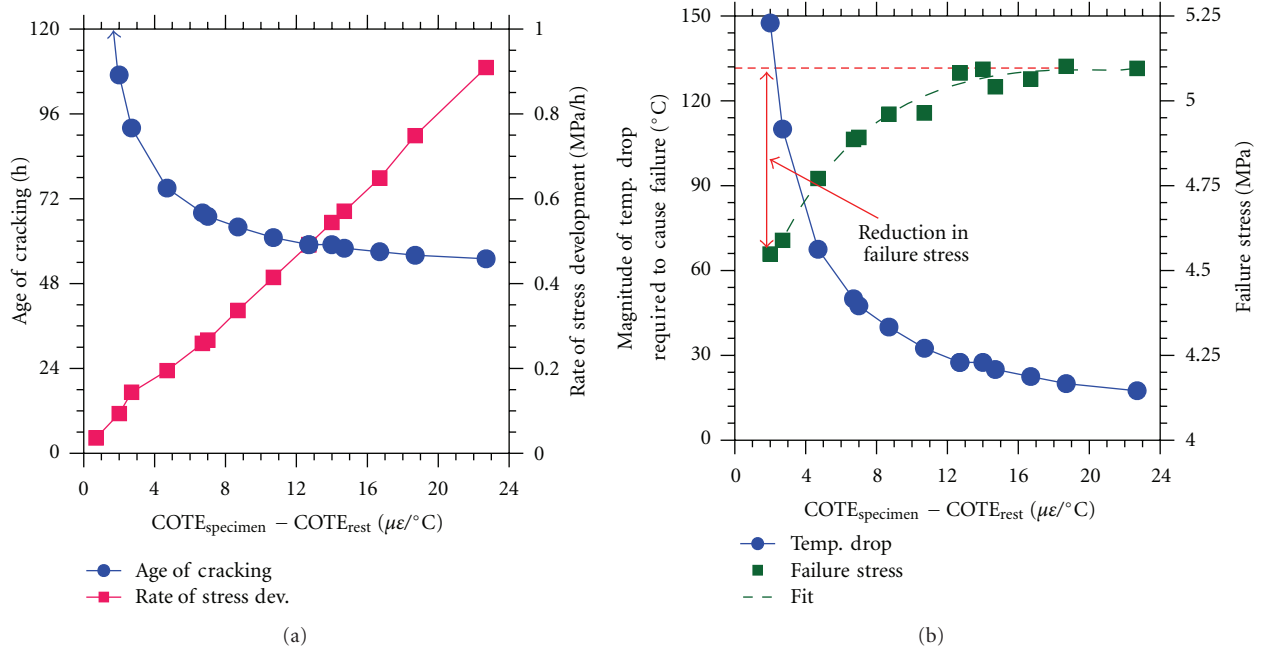 120
96
72
48
24
0
Age of cracking (h)
1
0.8
0.6
0.4
0.2
0
Rate of stress development (MPa/h)
0 4 8 12 16 20 24
COTEspecimen − COTErest (με/°C)
Age of cracking
Rate of stress dev.
(a)
150
120
90
60
30
0
Magnitude of temp. drop
required to cause failure (°C)
5.25
5
4.75
4.5
4.25
4
Failure stress (MPa)
Reduction in
failure stress
0 4 8 12 16 20 24
COTEspecimen − COTErest (με/°C)
Temp. drop
Failure stress
Fit
(b)